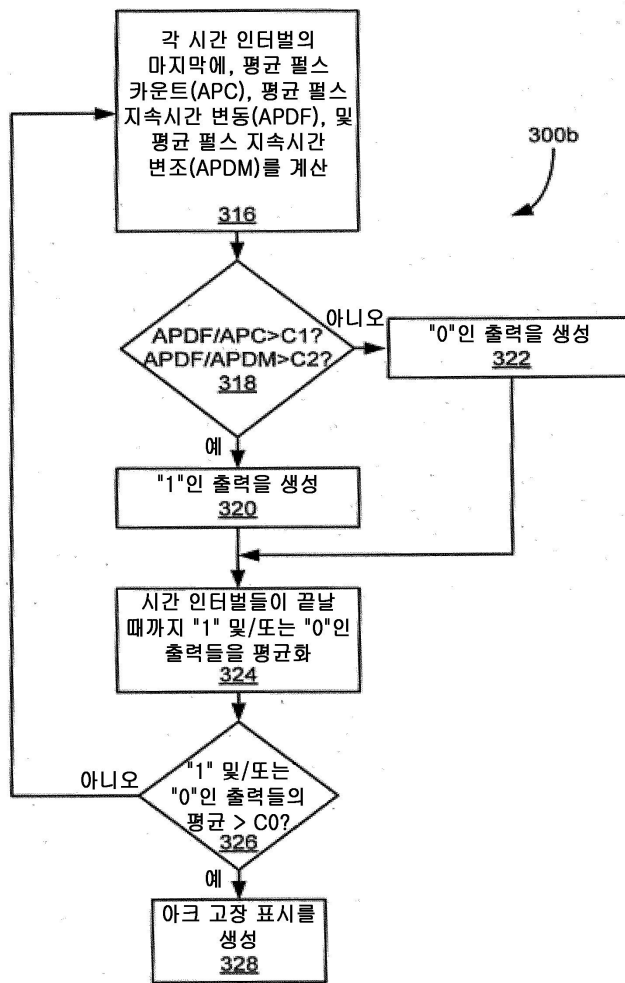 각 시간 인터벌의
마지막에, 평균 펄스
카운트(APC), 평균 펄스
지속시간 변동(APDF), 및
평균 펄스 지속시간
변조(APDM)를 계산
316
300b
APDF/APC>C1?
APDF/APDM>C2?
318
아니오
"0"인 출력을 생성
322
예
"1"인 출력을 생성
320
시간 인터벌들이 끝날
때까지 "1" 및/또는 "0"인
출력들을 평균화
324
아니오
"1" 및/또는
"0"인 출력들의
평균 > C0?
326
예
아크 고장 표시를
생성
328